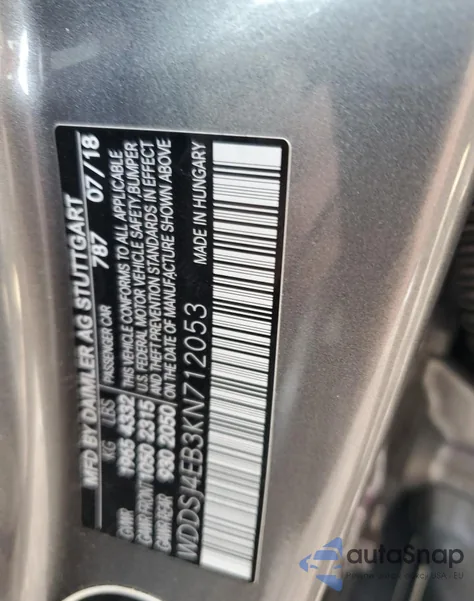 MFD BY DAIMLER AG STUTTGART
787 07/18
KG LBS PASSENGER CAR
GVWR 1965 4332 THIS VEHICLE CONFORMS TO ALL APPLICABLE
GAWR FRONT 1050 2315 U.S. FEDERAL MOTOR VEHICLE SAFETY, BUMPER
GAWR REAR 930 2050 AND THEFT PREVENTION STANDARDS IN EFFECT
ON THE DATE OF MANUFACTURE SHOWN ABOVE
WDDSJ4EB3KN712053 MADE IN HUNGARY
autoSnap